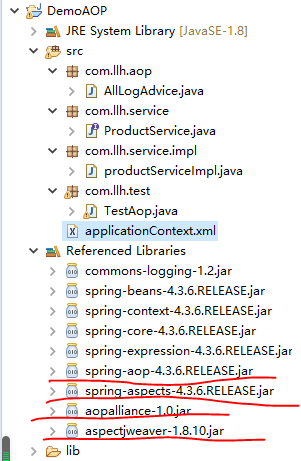 DemoAOP
JRE System Library [JavaSE-1.8]
src
com.llh.aop
AllLogAdvice.java
com.llh.service
ProductService.java
com.llh.service.impl
productServiceImpl.java
com.llh.test
TestAop.java
applicationContext.xml
Referenced Libraries
commons-logging-1.2.jar
spring-beans-4.3.6.RELEASE.jar
spring-context-4.3.6.RELEASE.jar
spring-core-4.3.6.RELEASE.jar
spring-expression-4.3.6.RELEASE.jar
spring-aop-4.3.6.RELEASE.jar
spring-aspects-4.3.6.RELEASE.jar
aopalliance-1.0.jar
aspectjweaver-1.8.10.jar
lib